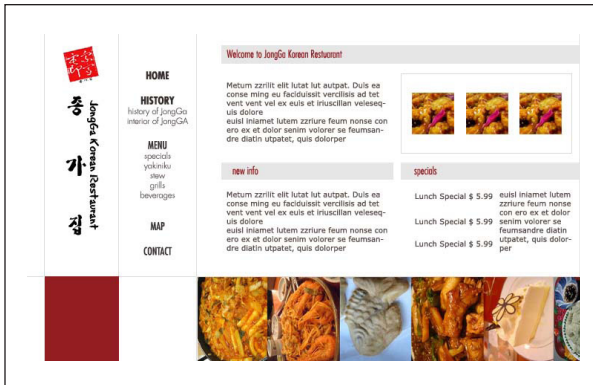 종
가
집
JongGa Korean Restaurant
HOME
HISTORY
history of JongGa
interior of JongGA
MENU
specials
yakiniku
stew
grills
beverages
MAP
CONTACT
Welcome to JongGa Korean Restuarant
Metum zzrilit elit lutat lut autpat. Duis ea
conse ming eu faciduissit vercilisis ad tet
vent vent vel ex euis et iriuscilian veleseq-
uis dolore
euisl iniamet lutem zzriure feum nonse con
ero ex et dolor senim volorer se feumsan-
dre diatin utpatet, quis dolorper
new info
Metum zzrilit elit lutat lut autpat. Duis ea
conse ming eu faciduissit vercilisis ad tet
vent vent vel ex euis et iriuscilian veleseq-
uis dolore
euisl iniamet lutem zzriure feum nonse con
ero ex et dolor senim volorer se feumsan-
dre diatin utpatet, quis dolorper
specials
Lunch Special $ 5.99
Lunch Special $ 5.99
Lunch Special $ 5.99
euisl iniamet lutem
zzriure feum nonse
con ero ex et dolor
senim volorer se
feumsandre diatin
utpatet, quis dolor-
per